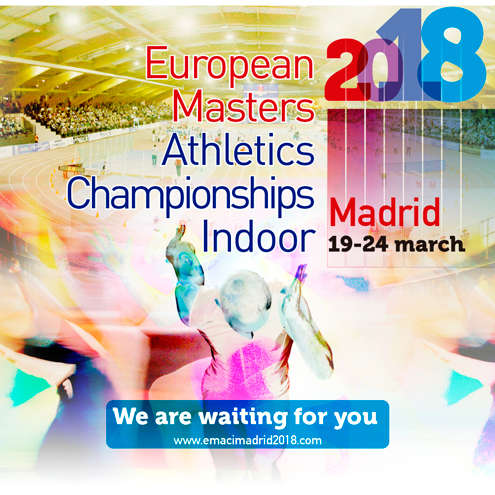 European
Masters
Athletics
Championships
Indoor
2018
Madrid
19-24 march
We are waiting for you
www.emacimadrid2018.com